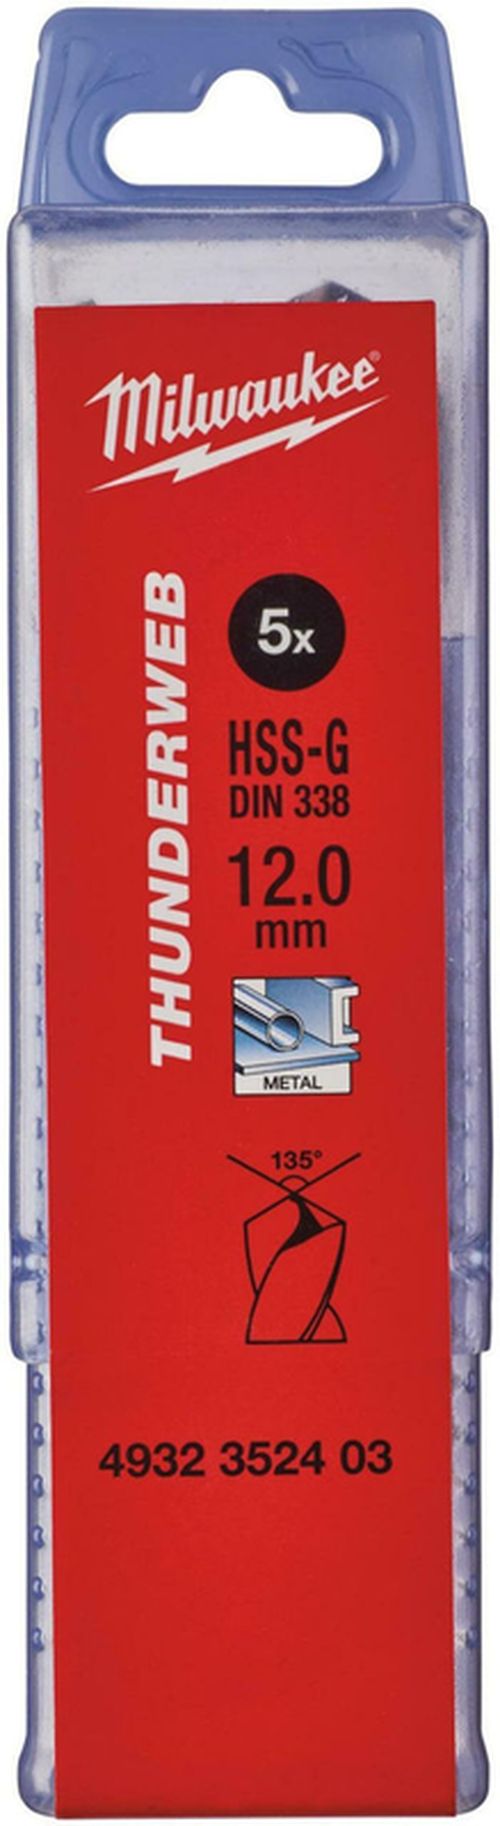 Milwaukee®
THUNDERWEB
5x
HSS-G
DIN 338
12.0
mm
METAL
135°
4932 3524 03